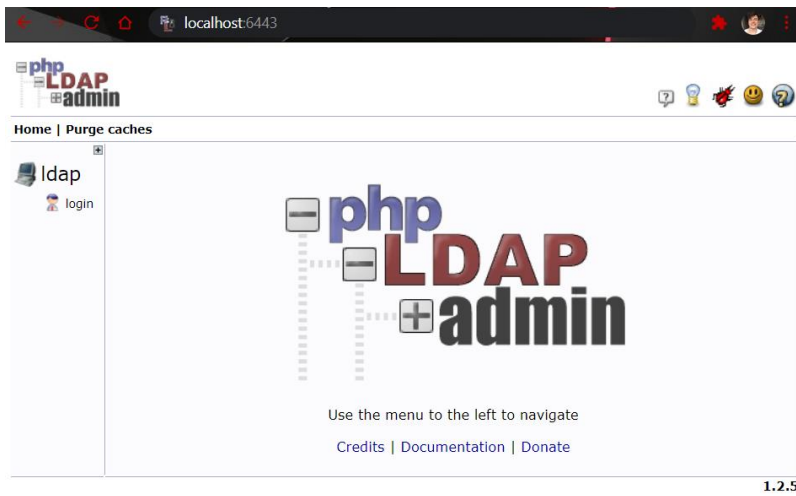 localhost:6443
php
LDAP
admin
Home | Purge caches
ldap
login
php
LDAP
admin
Use the menu to the left to navigate
Credits | Documentation | Donate
1.2.5